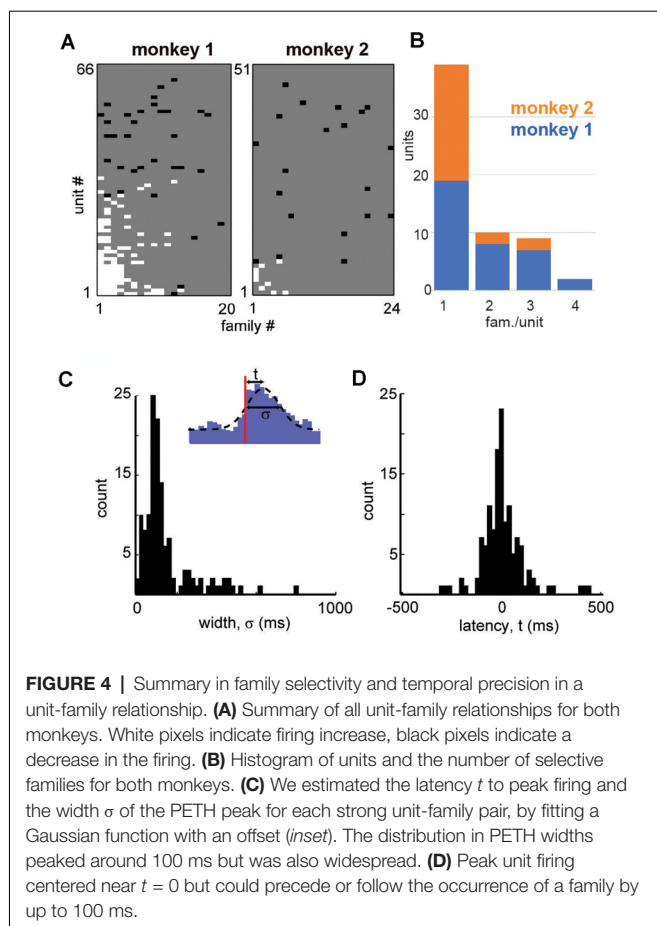 A
monkey 1
monkey 2
B
66
51
unit #
1
1
20
1
24
family #
monkey 2
monkey 1
units
30
20
10
0
1
2
3
4
fam./unit
C
t
σ
25
15
5
count
0
1000
width, σ (ms)
D
25
15
5
count
-500
0
500
latency, t (ms)
FIGURE 4 | Summary in family selectivity and temporal precision in a
unit-family relationship. (A) Summary of all unit-family relationships for both
monkeys. White pixels indicate firing increase, black pixels indicate a
decrease in the firing. (B) Histogram of units and the number of selective
families for both monkeys. (C) We estimated the latency t to peak firing and
the width σ of the PETH peak for each strong unit-family pair, by fitting a
Gaussian function with an offset (inset). The distribution in PETH widths
peaked around 100 ms but was also widespread. (D) Peak unit firing
centered near t = 0 but could precede or follow the occurrence of a family by
up to 100 ms.